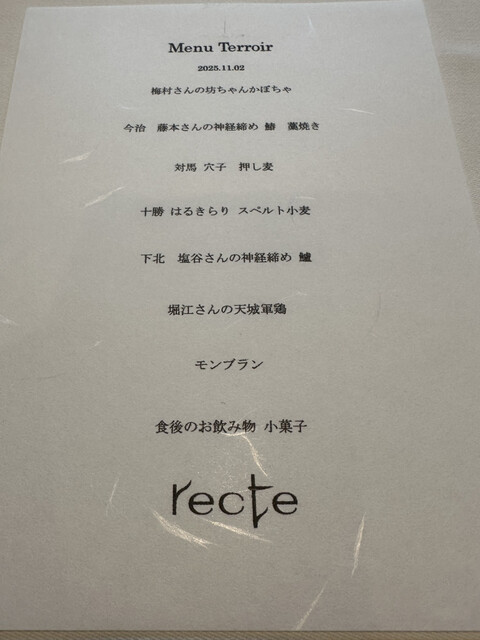 Menu Terroir
2025.11.02
梅村さんの坊ちゃんかぼちゃ
今治 藤本さんの神経締め 鰆 藁焼き
対馬 穴子 押し麦
十勝 はるきらり スペルト小麦
下北 塩谷さんの神経締め 鱸
堀江さんの天城軍鶏
モンブラン
食後のお飲み物 小菓子
recte